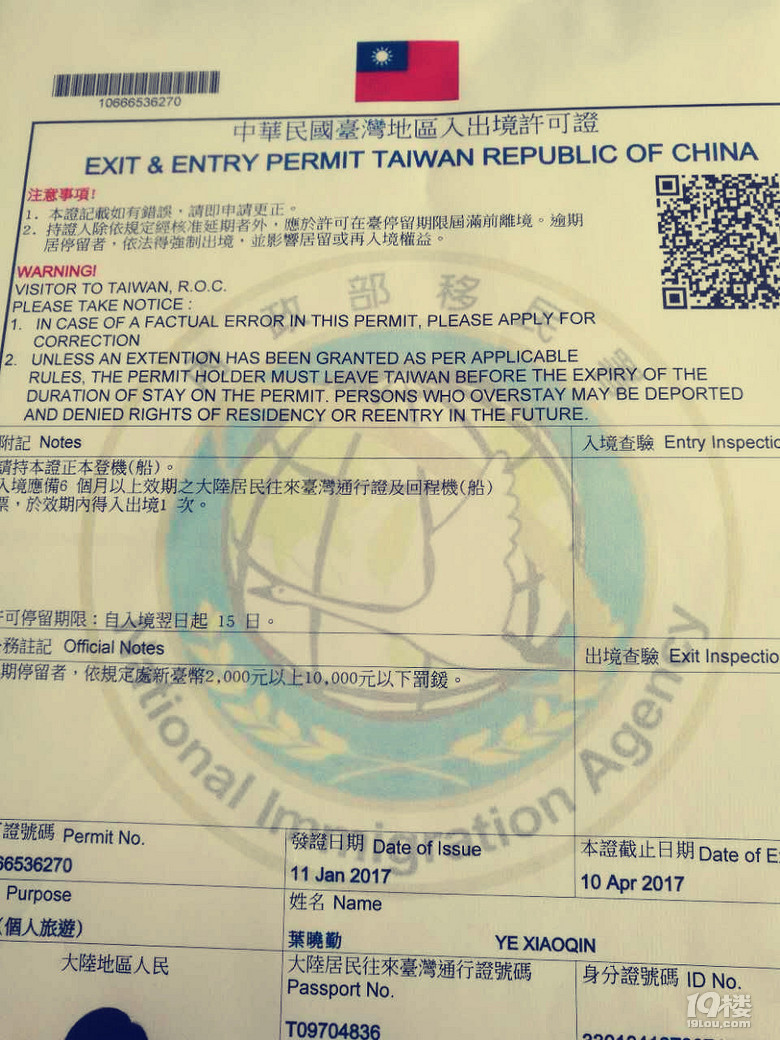 10666536270
中華民國臺灣地區入出境許可證
EXIT & ENTRY PERMIT TAIWAN REPUBLIC OF CHINA
注意事項!
1. 本證記載如有錯誤,請即申請更正。
2. 持證人除依規定經核准延期者外,應於許可在臺停留期限屆滿前離境。逾期
居停留者,依法得強制出境,並影響居留或再入境權益。
WARNING!
VISITOR TO TAIWAN, R.O.C.
PLEASE TAKE NOTICE :
1. IN CASE OF A FACTUAL ERROR IN THIS PERMIT, PLEASE APPLY FOR
CORRECTION
2. UNLESS AN EXTENTION HAS BEEN GRANTED AS PER APPLICABLE
RULES, THE PERMIT HOLDER MUST LEAVE TAIWAN BEFORE THE EXPIRY OF THE
DURATION OF STAY ON THE PERMIT. PERSONS WHO OVERSTAY MAY BE DEPORTED
AND DENIED RIGHTS OF RESIDENCY OR REENTRY IN THE FUTURE.
內政部移民署
National Immigration Agency
附記 Notes
入境查驗 Entry Inspectio
請持本證正本登機(船)。
入境應備6 個月以上效期之大陸居民往來臺灣通行證及回程機(船)
票,於效期內得入出境1 次。
可停留期限:自入境翌日起 15 日。
務註記 Official Notes
出境查驗 Exit Inspectio
期停留者,依規定處新臺幣2,000元以上10,000元以下罰鍰。
證號碼 Permit No.
66536270
發證日期 Date of Issue
11 Jan 2017
本證截止日期 Date of E
10 Apr 2017
Purpose
(個人旅遊)
姓名 Name
葉曉勤 YE XIAOQIN
大陸地區人民
大陸居民往來臺灣通行證號碼
Passport No.
T09704836
身分證號碼 ID No.
19楼
19lou.com